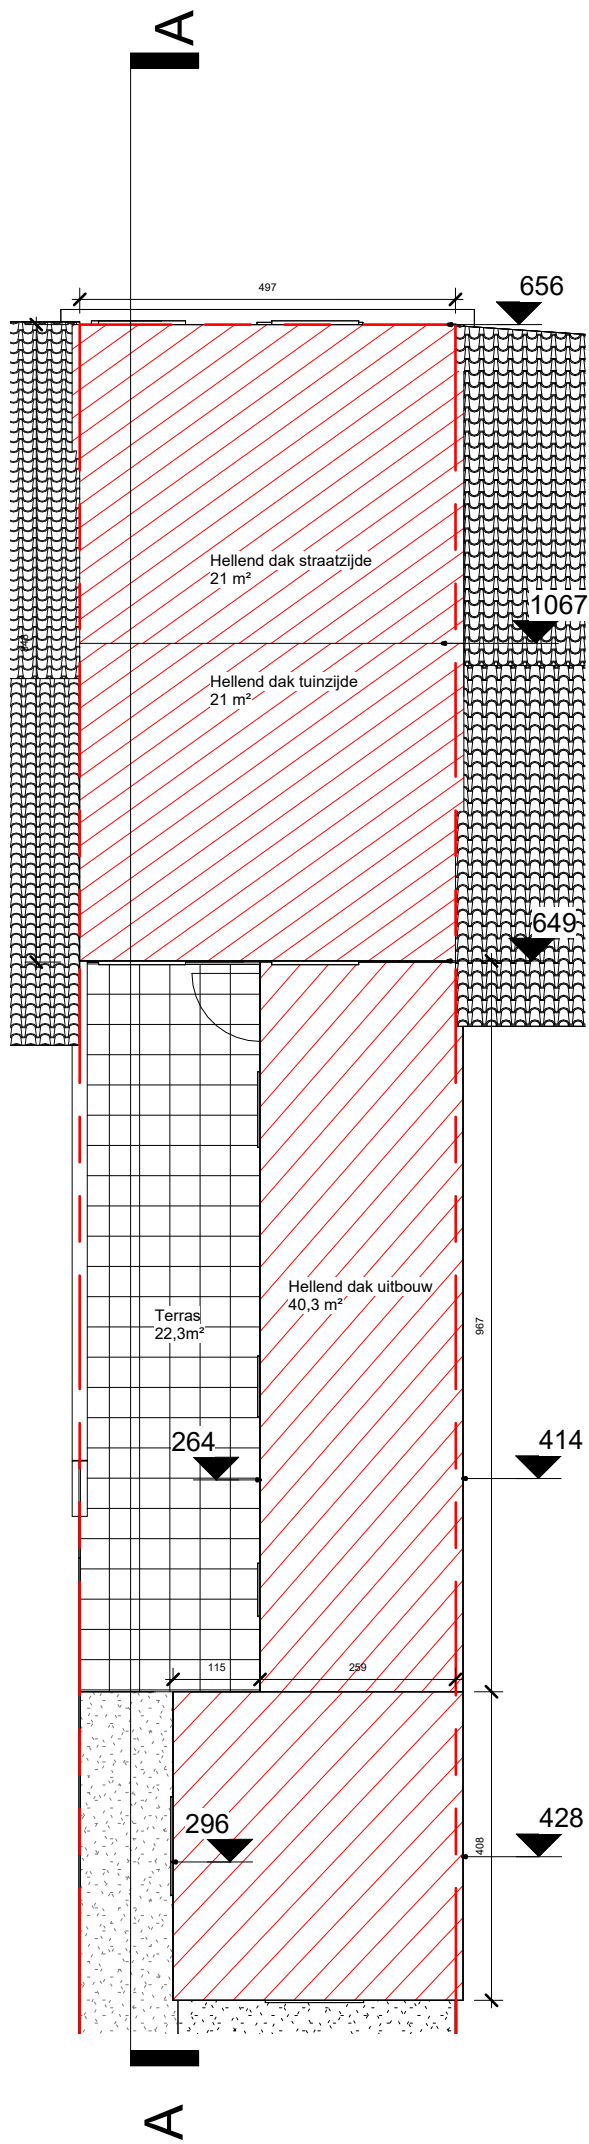 A
497
656
Hellend dak straatzijde
21 m²
1067
Hellend dak tuinzijde
21 m²
649
Hellend dak uitbouw
40,3 m²
Terras
22,3m²
967
264
414
115
259
296
428
408
A